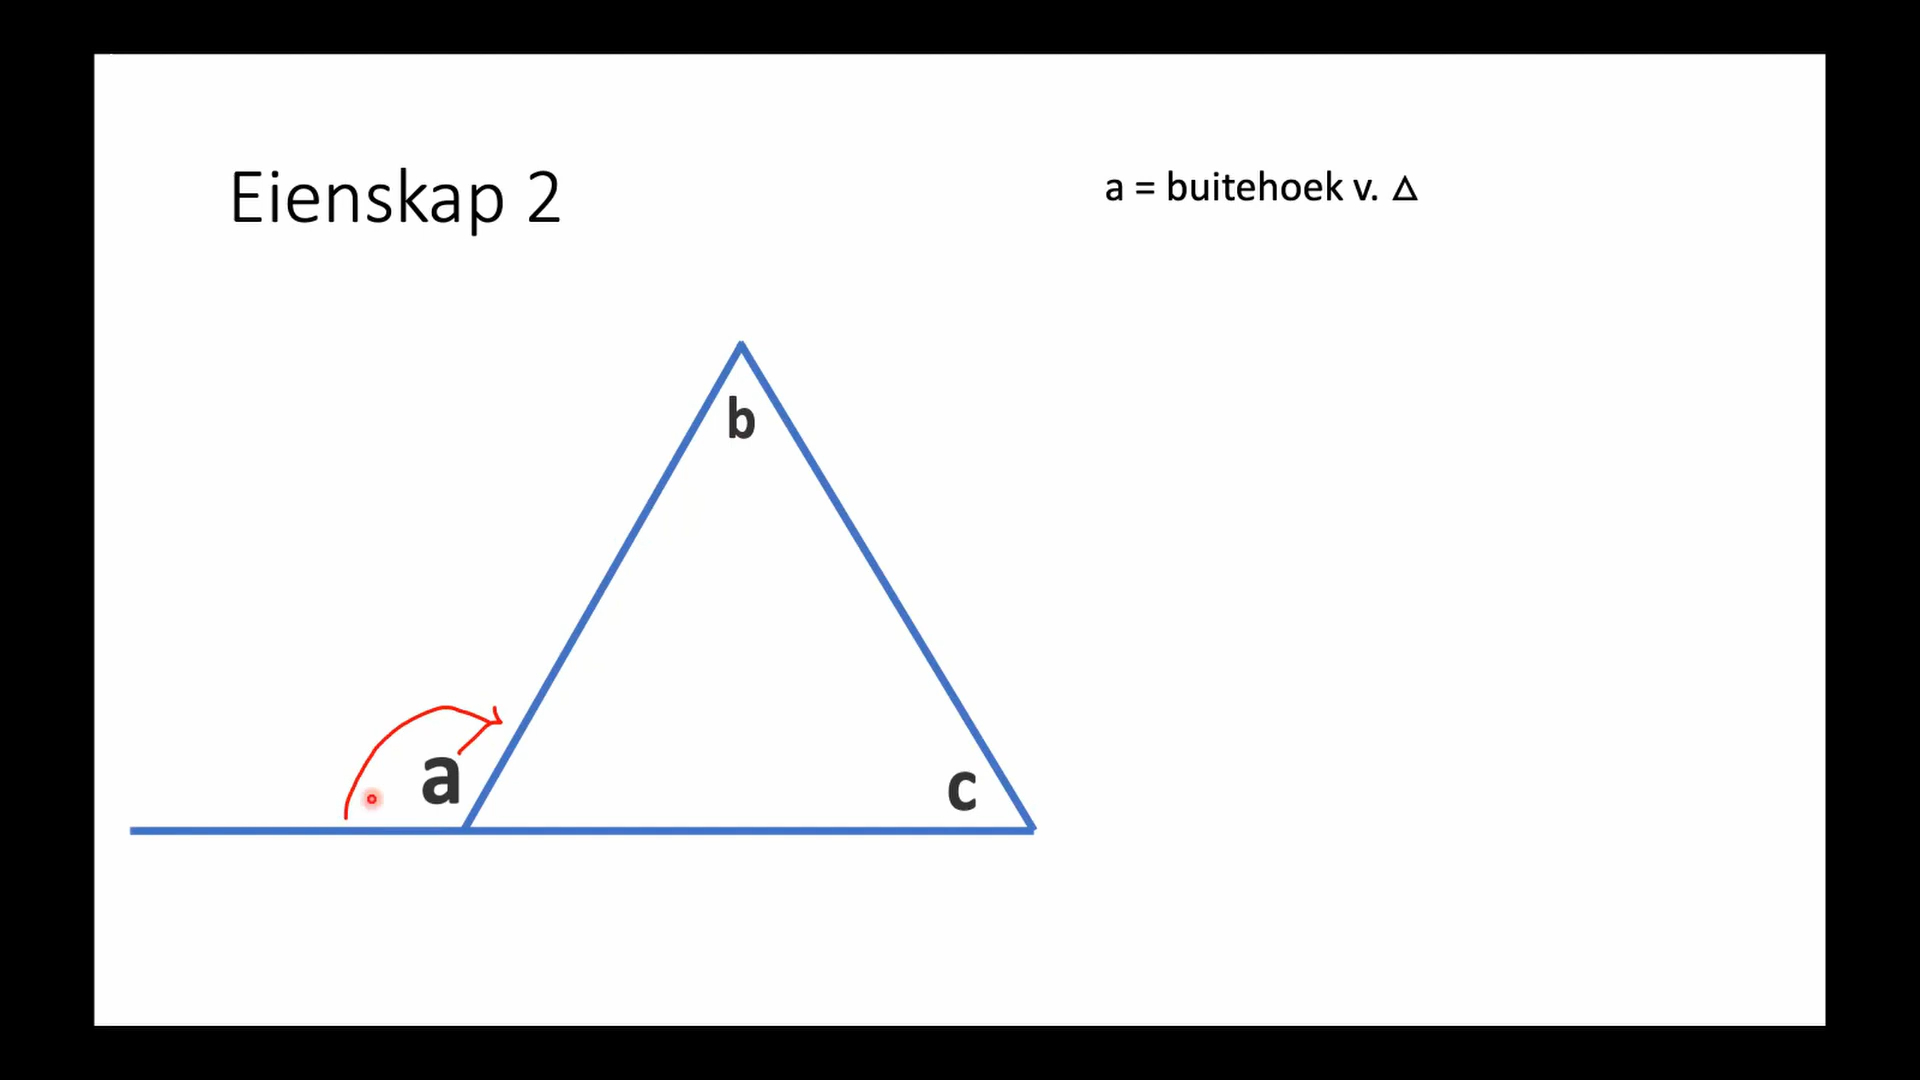 Eienskap 2
a = buitehoek v. Δ
b
a
c